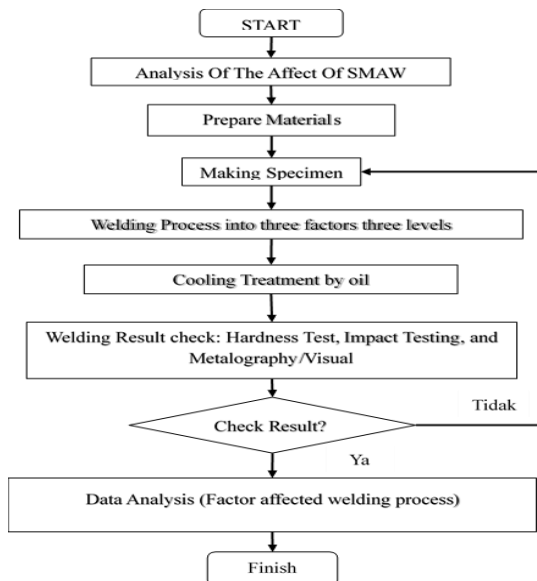 START
Analysis Of The Affect Of SMAW
Prepare Materials
Making Specimen
Welding Process into three factors three levels
Cooling Treatment by oil
Welding Result check: Hardness Test, Impact Testing, and
Metalography/Visual
Tidak
Check Result?
Ya
Data Analysis (Factor affected welding process)
Finish